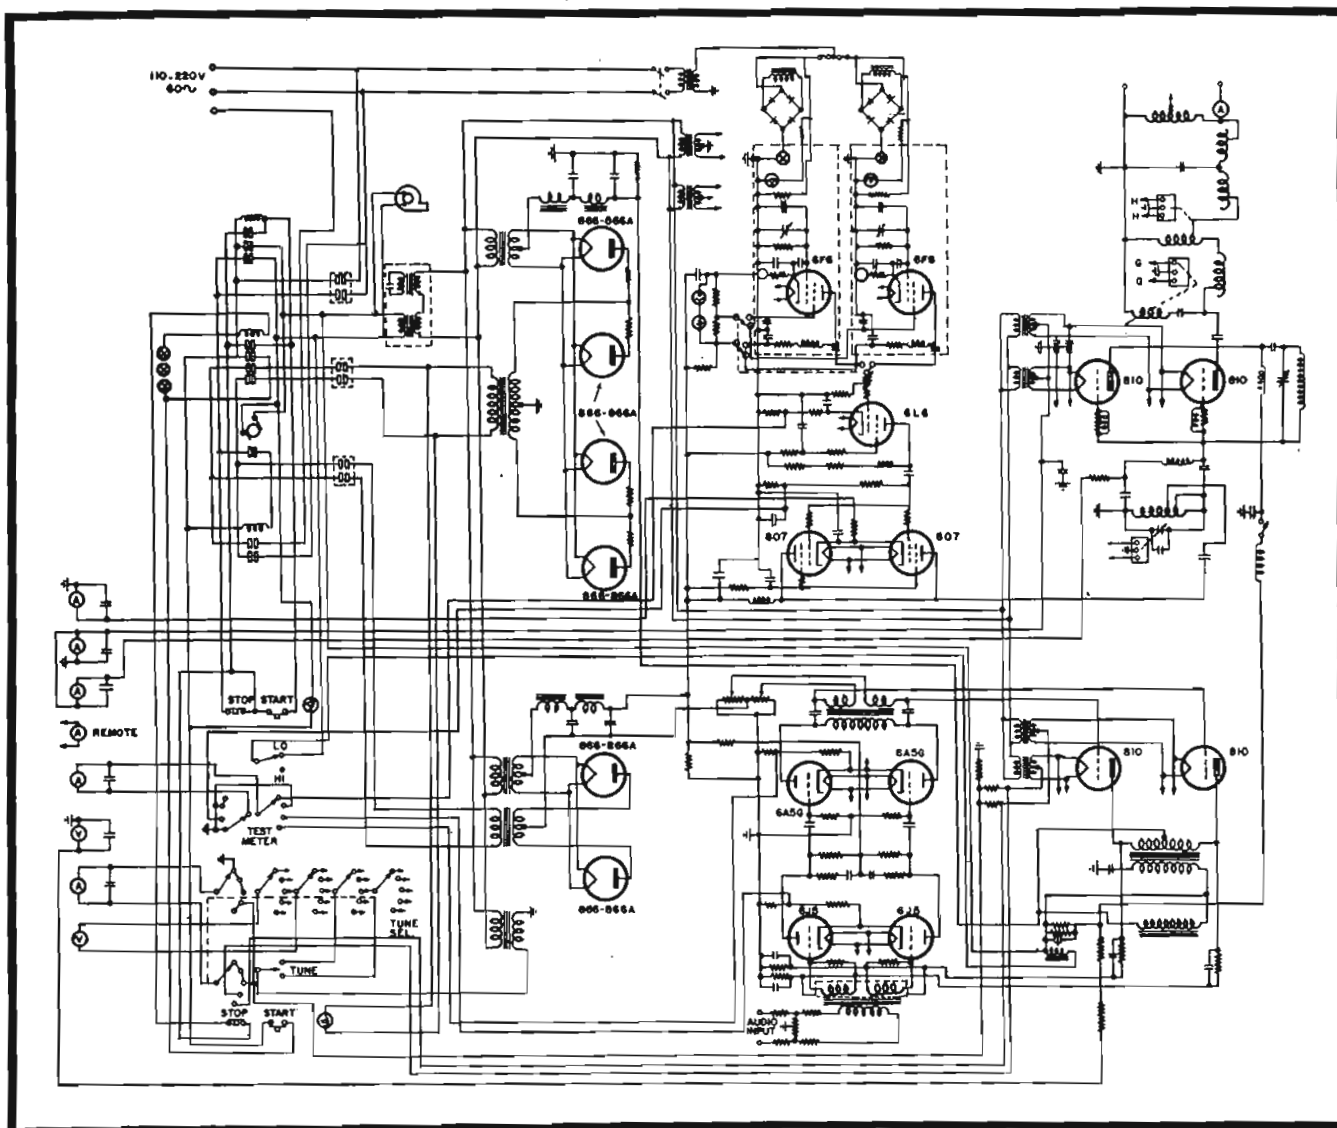 110-220V
60~
866-866A
6F6
6F6
H
H
G
G
810
810
866-866A
6L6
807
807
866-866A
A
A
A
A
A
STOP START
A REMOTE
LO
HI
A
TEST
METER
V
866-866A
6A5G
6A5G
810
810
A
TUNE
SEL.
V
TUNE
866-866A
6J5
6J5
STOP
START
AUDIO
INPUT